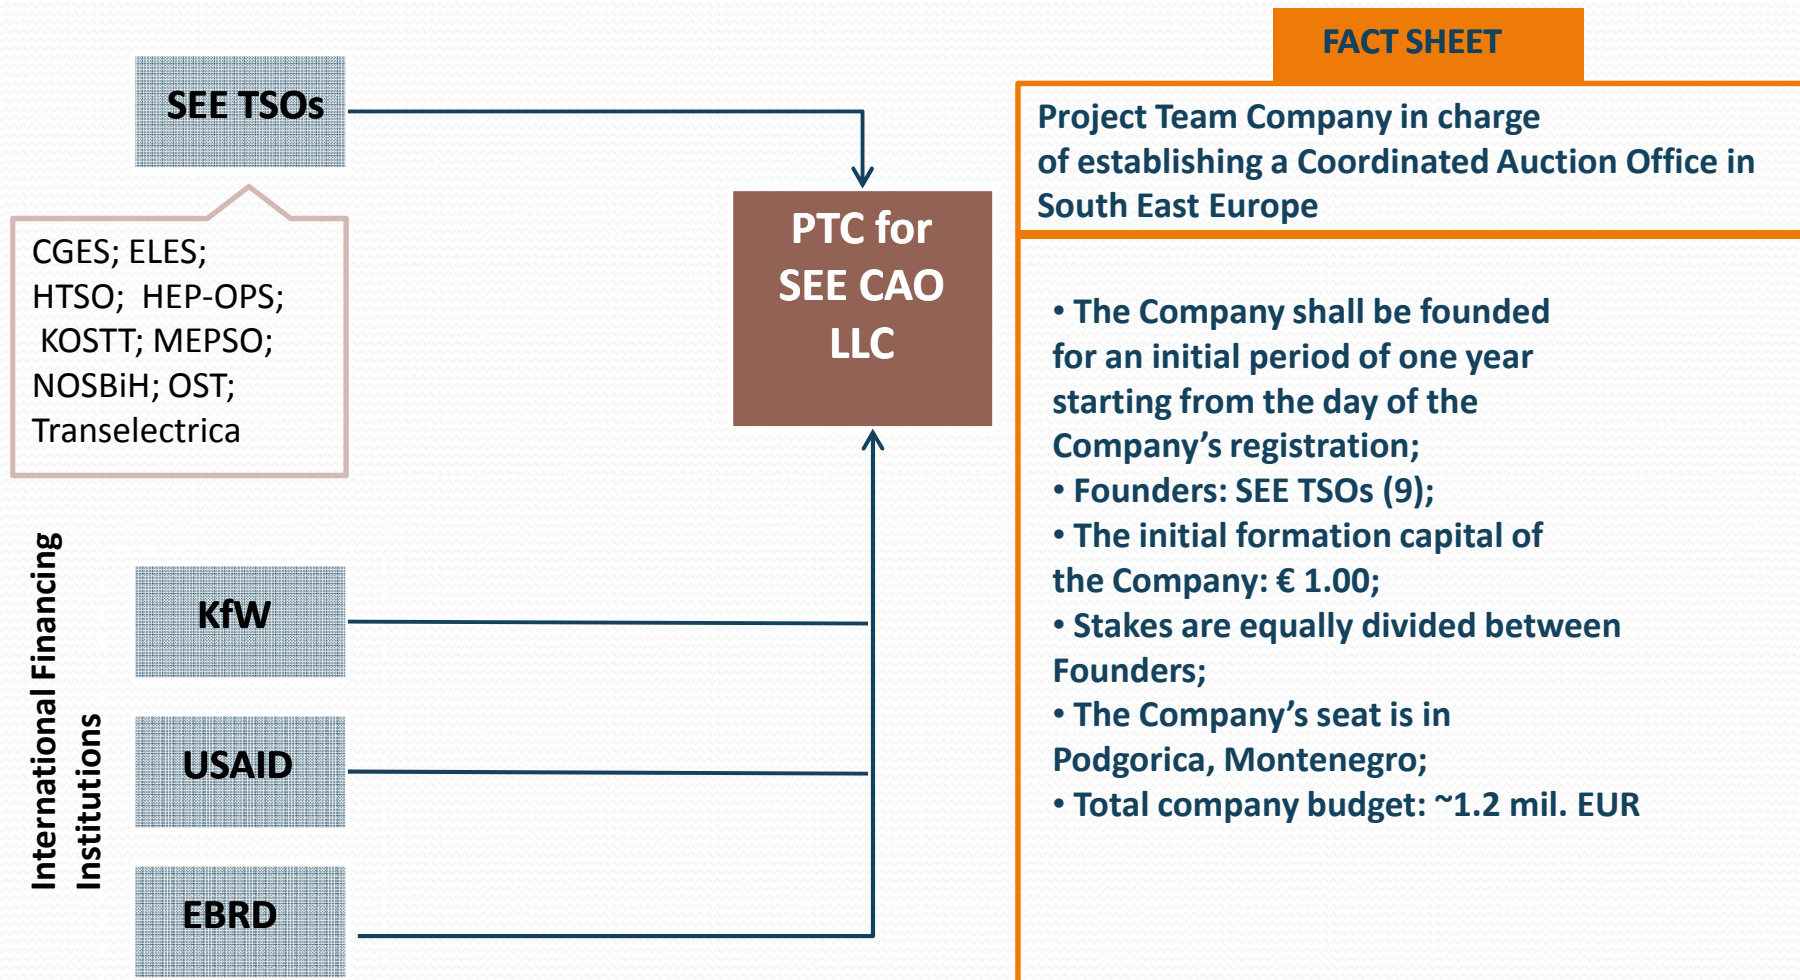 SEE TSOs
CGES; ELES;
HTSO; HEP-OPS;
KOSTT; MEPSO;
NOSBiH; OST;
Transelectrica
International Financing
Institutions
KfW
USAID
EBRD
PTC for
SEE CAO
LLC
FACT SHEET
Project Team Company in charge
of establishing a Coordinated Auction Office in
South East Europe
• The Company shall be founded
for an initial period of one year
starting from the day of the
Company’s registration;
• Founders: SEE TSOs (9);
• The initial formation capital of
the Company: € 1.00;
• Stakes are equally divided between
Founders;
• The Company’s seat is in
Podgorica, Montenegro;
• Total company budget: ~1.2 mil. EUR